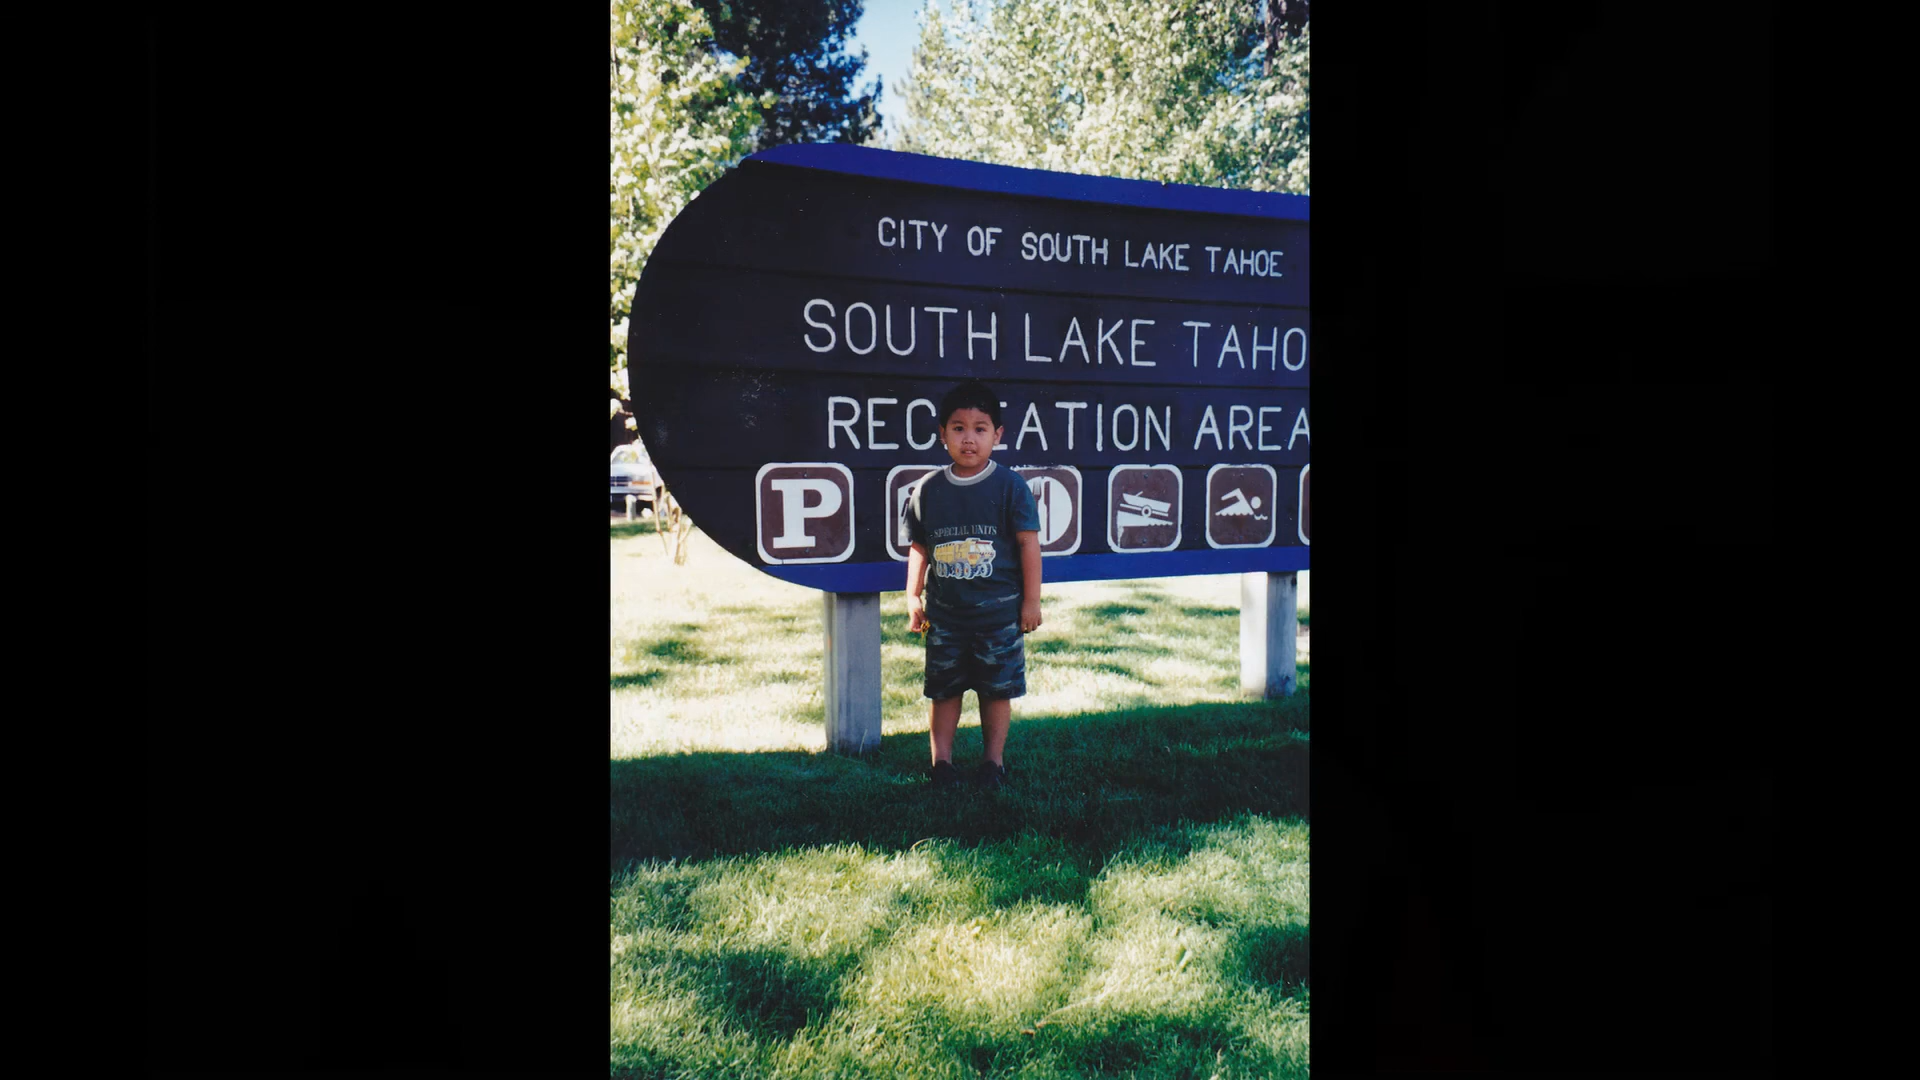 CITY OF SOUTH LAKE TAHOE
SOUTH LAKE TAHO
REC EATION AREA
P
SPECIAL UNITS